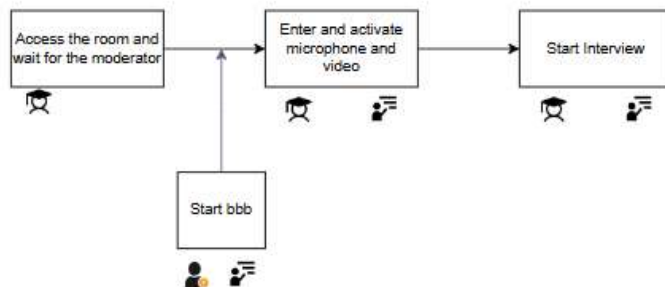 Access the room and
wait for the moderator
Enter and activate
microphone and
video
Start Interview
Start bbb